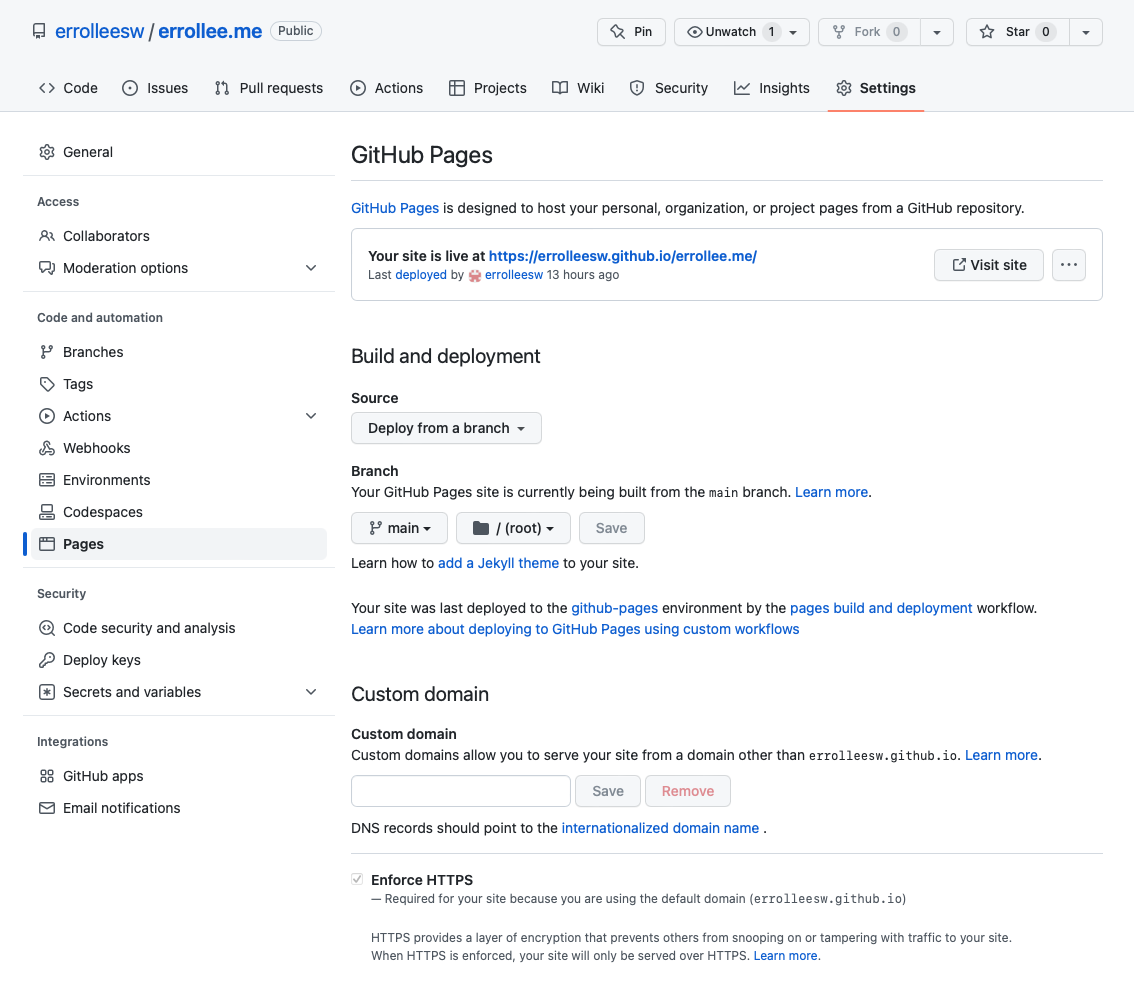 errolleesw / errollee.me Public
Pin
Unwatch 1
Fork 0
Star 0
Code
Issues
Pull requests
Actions
Projects
Wiki
Security
Insights
Settings
General
Access
Collaborators
Moderation options
Code and automation
Branches
Tags
Actions
Webhooks
Environments
Codespaces
Pages
Security
Code security and analysis
Deploy keys
Secrets and variables
Integrations
GitHub apps
Email notifications
GitHub Pages
GitHub Pages is designed to host your personal, organization, or project pages from a GitHub repository.
Your site is live at https://errolleesw.github.io/errollee.me/
Last deployed by errolleesw 13 hours ago
Visit site
Build and deployment
Source
Deploy from a branch
Branch
Your GitHub Pages site is currently being built from the main branch. Learn more.
main
/ (root)
Save
Learn how to add a Jekyll theme to your site.
Your site was last deployed to the github-pages environment by the pages build and deployment workflow.
Learn more about deploying to GitHub Pages using custom workflows
Custom domain
Custom domain
Custom domains allow you to serve your site from a domain other than errolleesw.github.io. Learn more.
Save
Remove
DNS records should point to the internationalized domain name .
Enforce HTTPS
— Required for your site because you are using the default domain (errolleesw.github.io)
HTTPS provides a layer of encryption that prevents others from snooping on or tampering with traffic to your site.
When HTTPS is enforced, your site will only be served over HTTPS. Learn more.